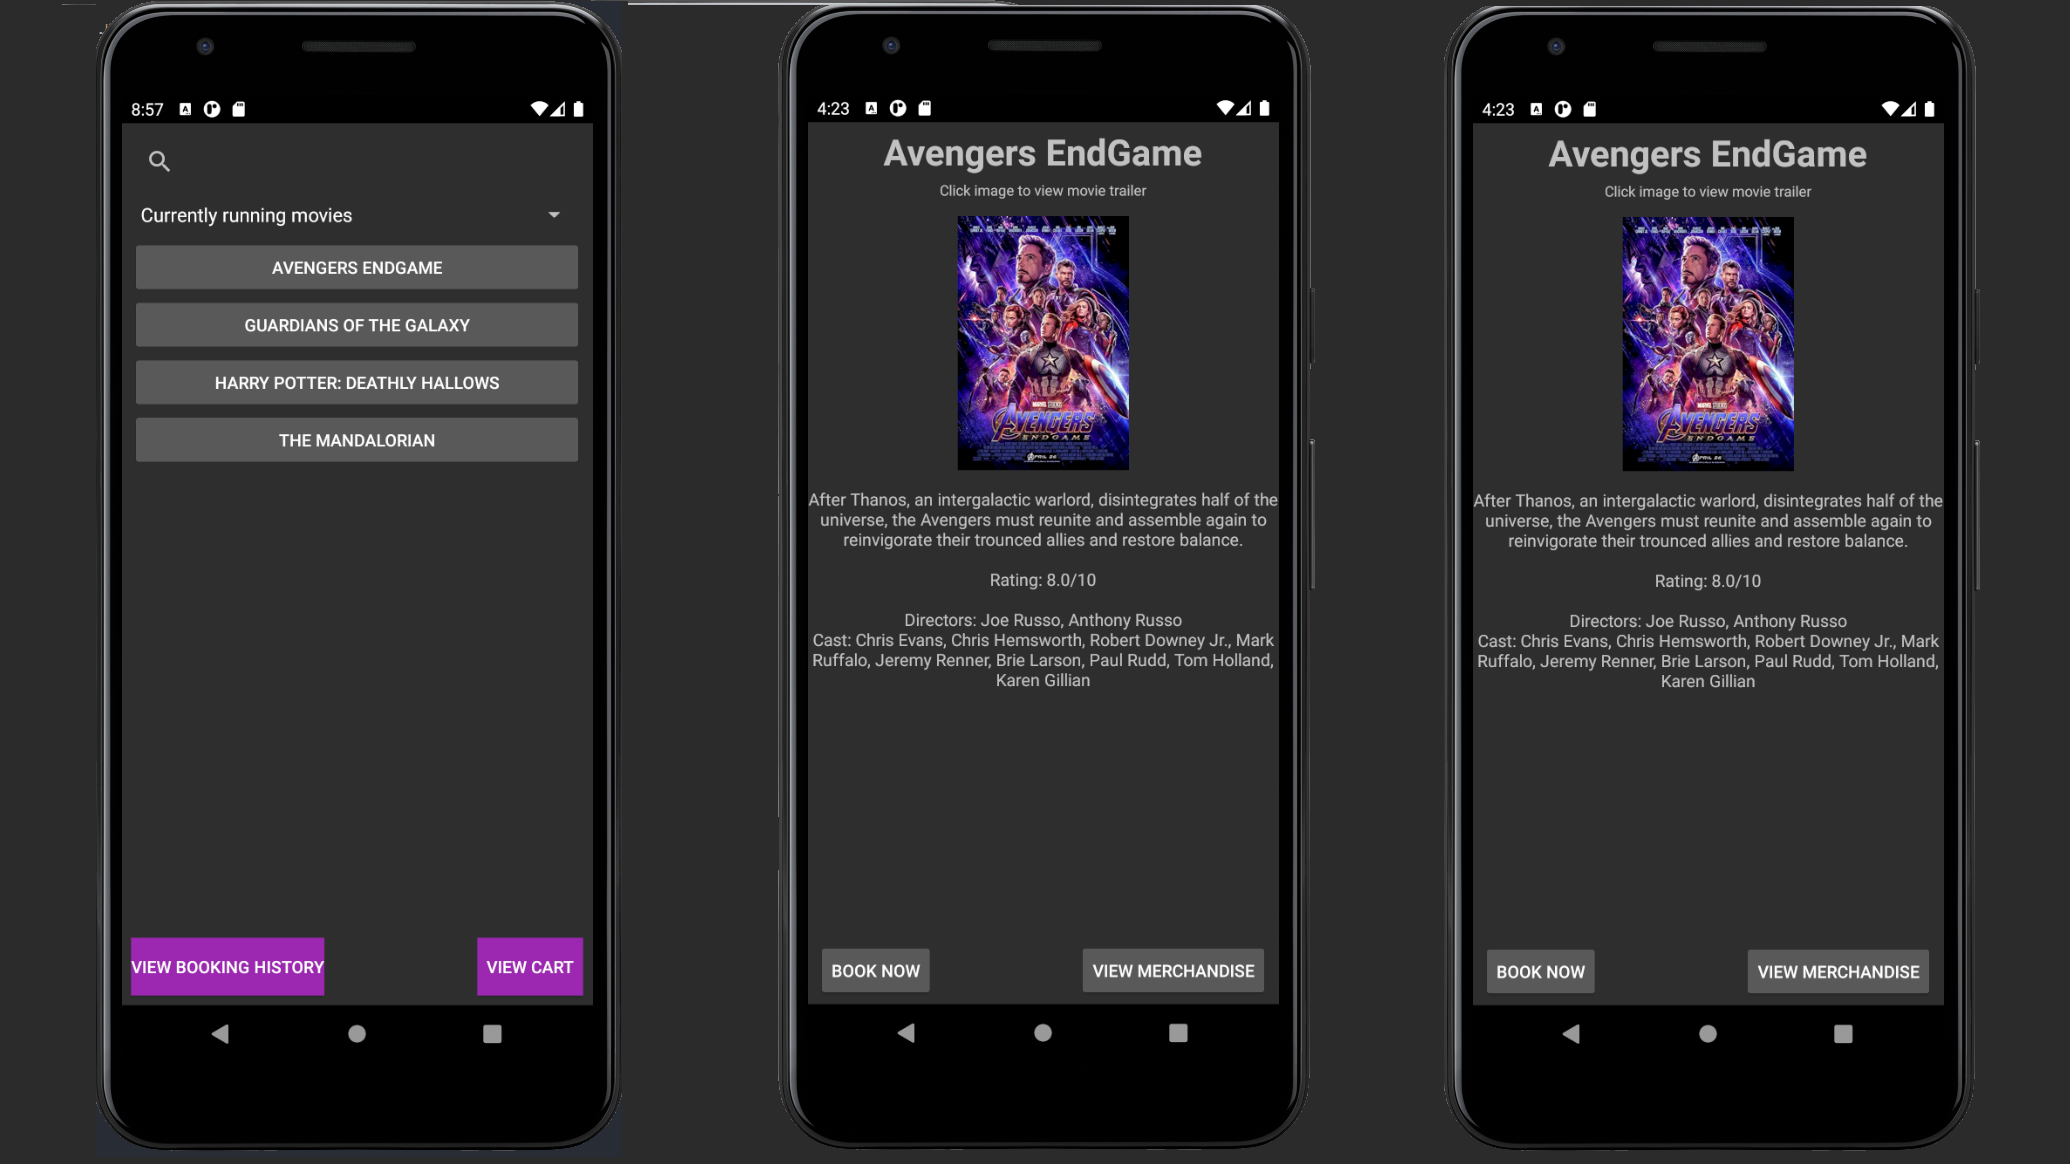 8:57
Currently running movies
AVENGERS ENDGAME
GUARDIANS OF THE GALAXY
HARRY POTTER: DEATHLY HALLOWS
THE MANDALORIAN
VIEW BOOKING HISTORY
VIEW CART
4:23
Avengers EndGame
Click image to view movie trailer
MARVEL STUDIOS
AVENGERS
ENDGAME
APRIL 26
After Thanos, an intergalactic warlord, disintegrates half of the
universe, the Avengers must reunite and assemble again to
reinvigorate their trounced allies and restore balance.
Rating: 8.0/10
Directors: Joe Russo, Anthony Russo
Cast: Chris Evans, Chris Hemsworth, Robert Downey Jr., Mark
Ruffalo, Jeremy Renner, Brie Larson, Paul Rudd, Tom Holland,
Karen Gillian
BOOK NOW
VIEW MERCHANDISE
4:23
Avengers EndGame
Click image to view movie trailer
MARVEL STUDIOS
AVENGERS
ENDGAME
APRIL 26
After Thanos, an intergalactic warlord, disintegrates half of the
universe, the Avengers must reunite and assemble again to
reinvigorate their trounced allies and restore balance.
Rating: 8.0/10
Directors: Joe Russo, Anthony Russo
Cast: Chris Evans, Chris Hemsworth, Robert Downey Jr., Mark
Ruffalo, Jeremy Renner, Brie Larson, Paul Rudd, Tom Holland,
Karen Gillian
BOOK NOW
VIEW MERCHANDISE